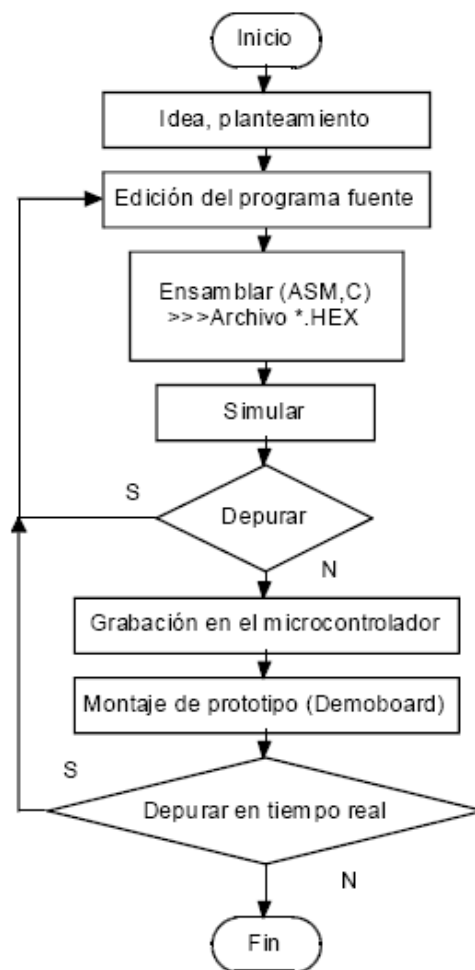 Inicio
Idea, planteamiento
Edición del programa fuente
Ensamblar (ASM,C)
>>>Archivo *.HEX
Simular
S
Depurar
N
Grabación en el microcontrolador
Montaje de prototipo (Demoboard)
S
Depurar en tiempo real
N
Fin